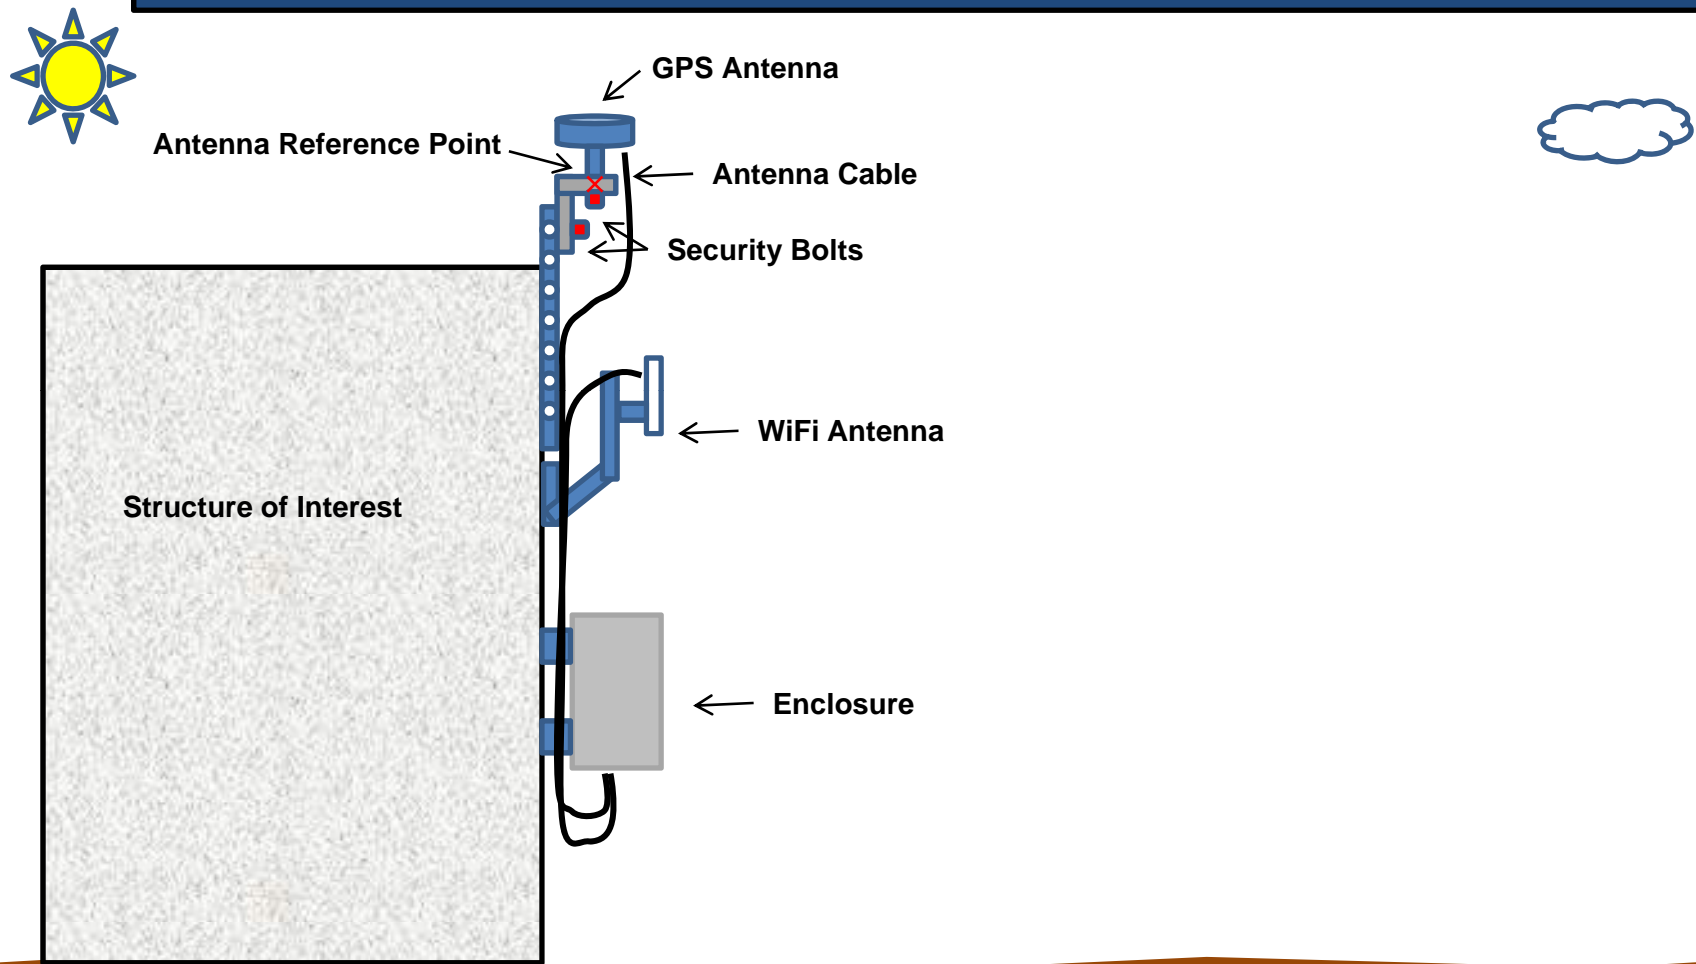 GPS Antenna
Antenna Reference Point
Antenna Cable
Security Bolts
WiFi Antenna
Structure of Interest
Enclosure